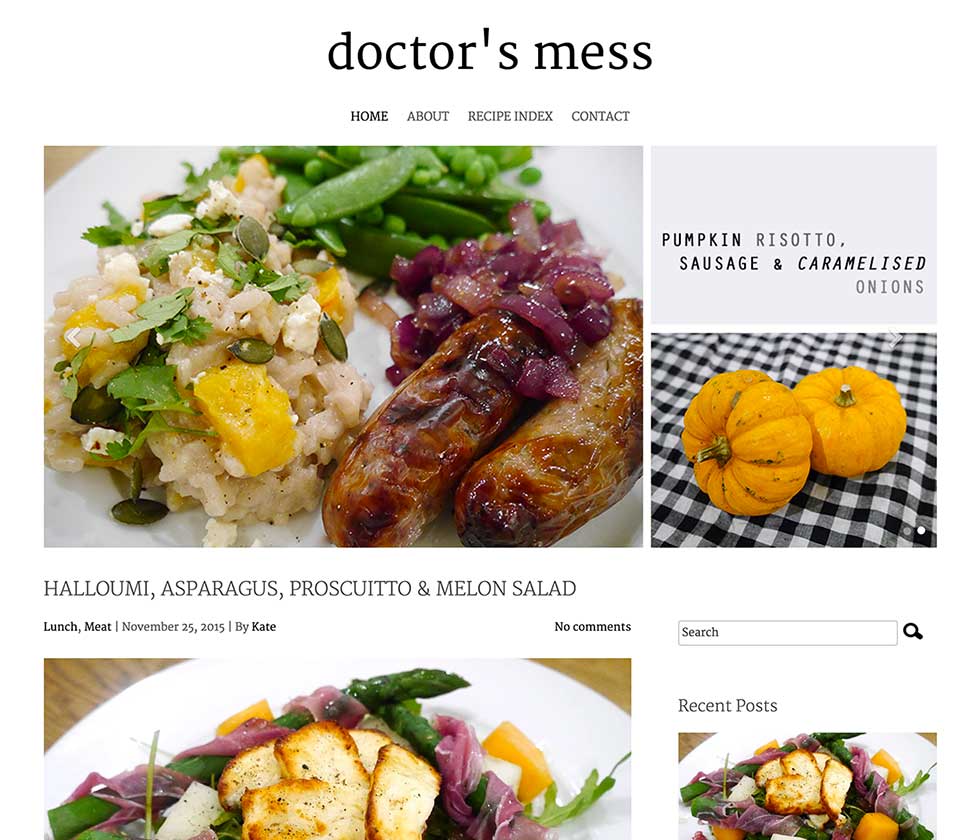 doctor's mess
HOME ABOUT RECIPE INDEX CONTACT
PUMPKIN RISOTTO,
SAUSAGE & CARAMELISED
ONIONS
HALLOUMI, ASPARAGUS, PROSCUITTO & MELON SALAD
Lunch, Meat | November 25, 2015 | By Kate
No comments
Search
Recent Posts